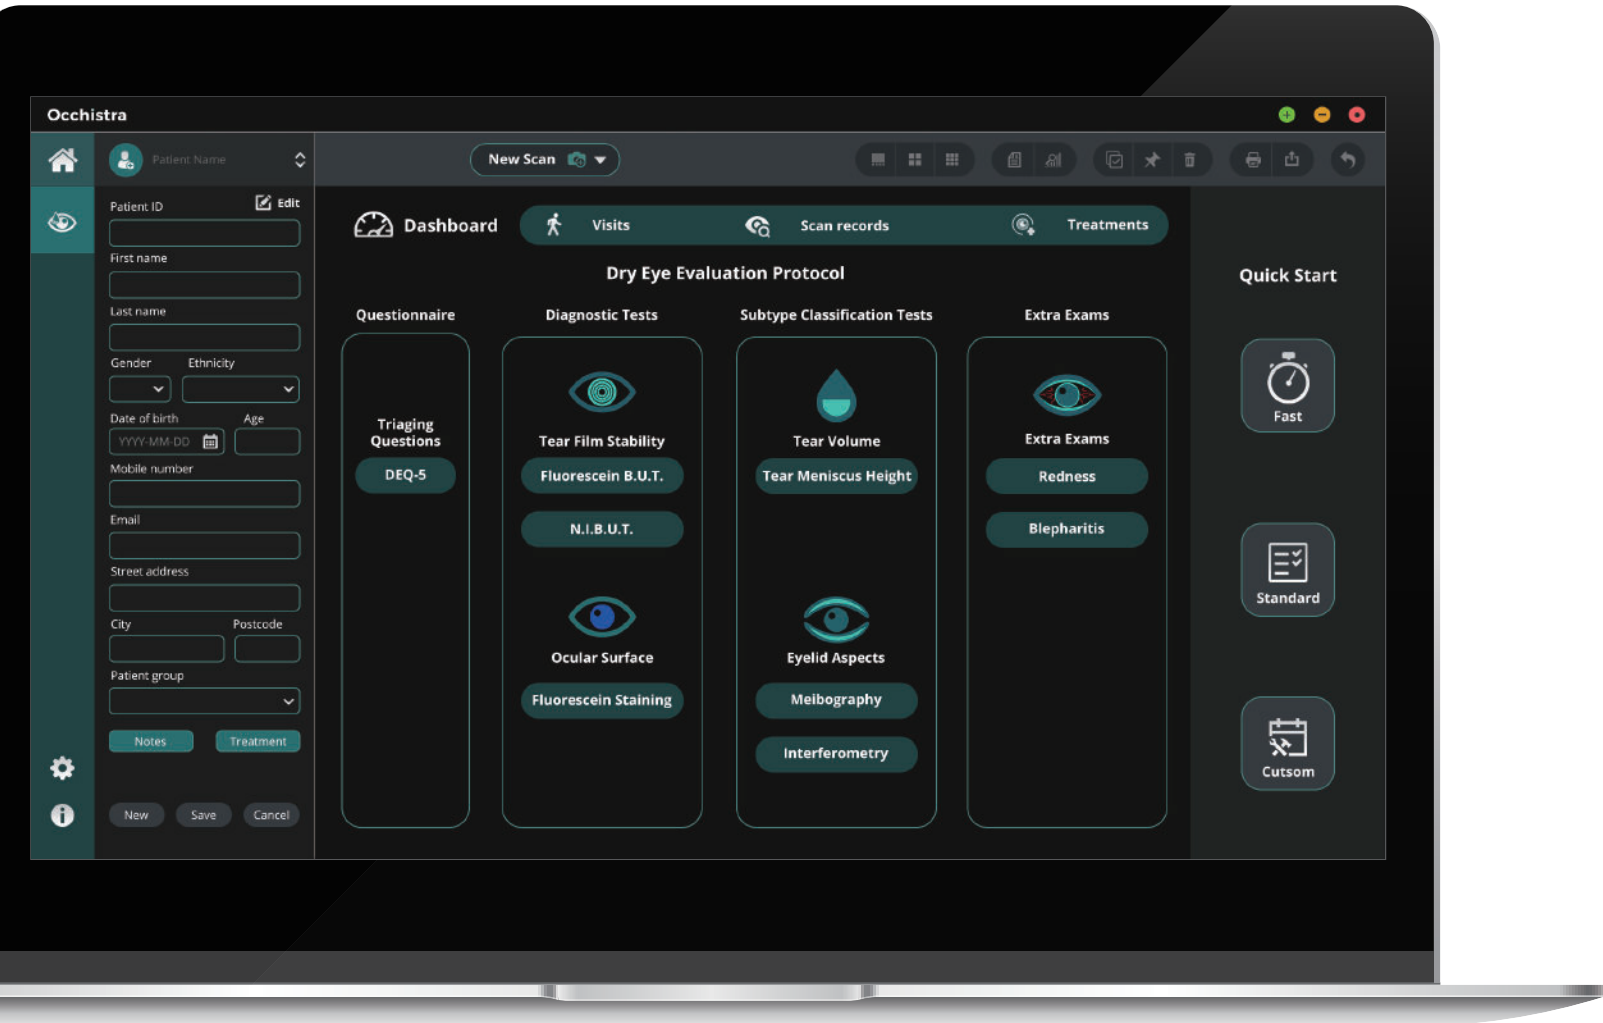 Occhistra
Patient Name
New Scan
Patient ID
Edit
First name
Last name
Gender
Ethnicity
Date of birth
Age
YYYY-MM-DD
Mobile number
Email
Street address
City
Postcode
Patient group
Notes
Treatment
New
Save
Cancel
Dashboard
Visits
Scan records
Treatments
Dry Eye Evaluation Protocol
Questionnaire
Triaging
Questions
DEQ-5
Diagnostic Tests
Tear Film Stability
Fluorescein B.U.T.
N.I.B.U.T.
Ocular Surface
Fluorescein Staining
Subtype Classification Tests
Tear Volume
Tear Meniscus Height
Eyelid Aspects
Meibography
Interferometry
Extra Exams
Extra Exams
Redness
Blepharitis
Quick Start
Fast
Standard
Cutsom